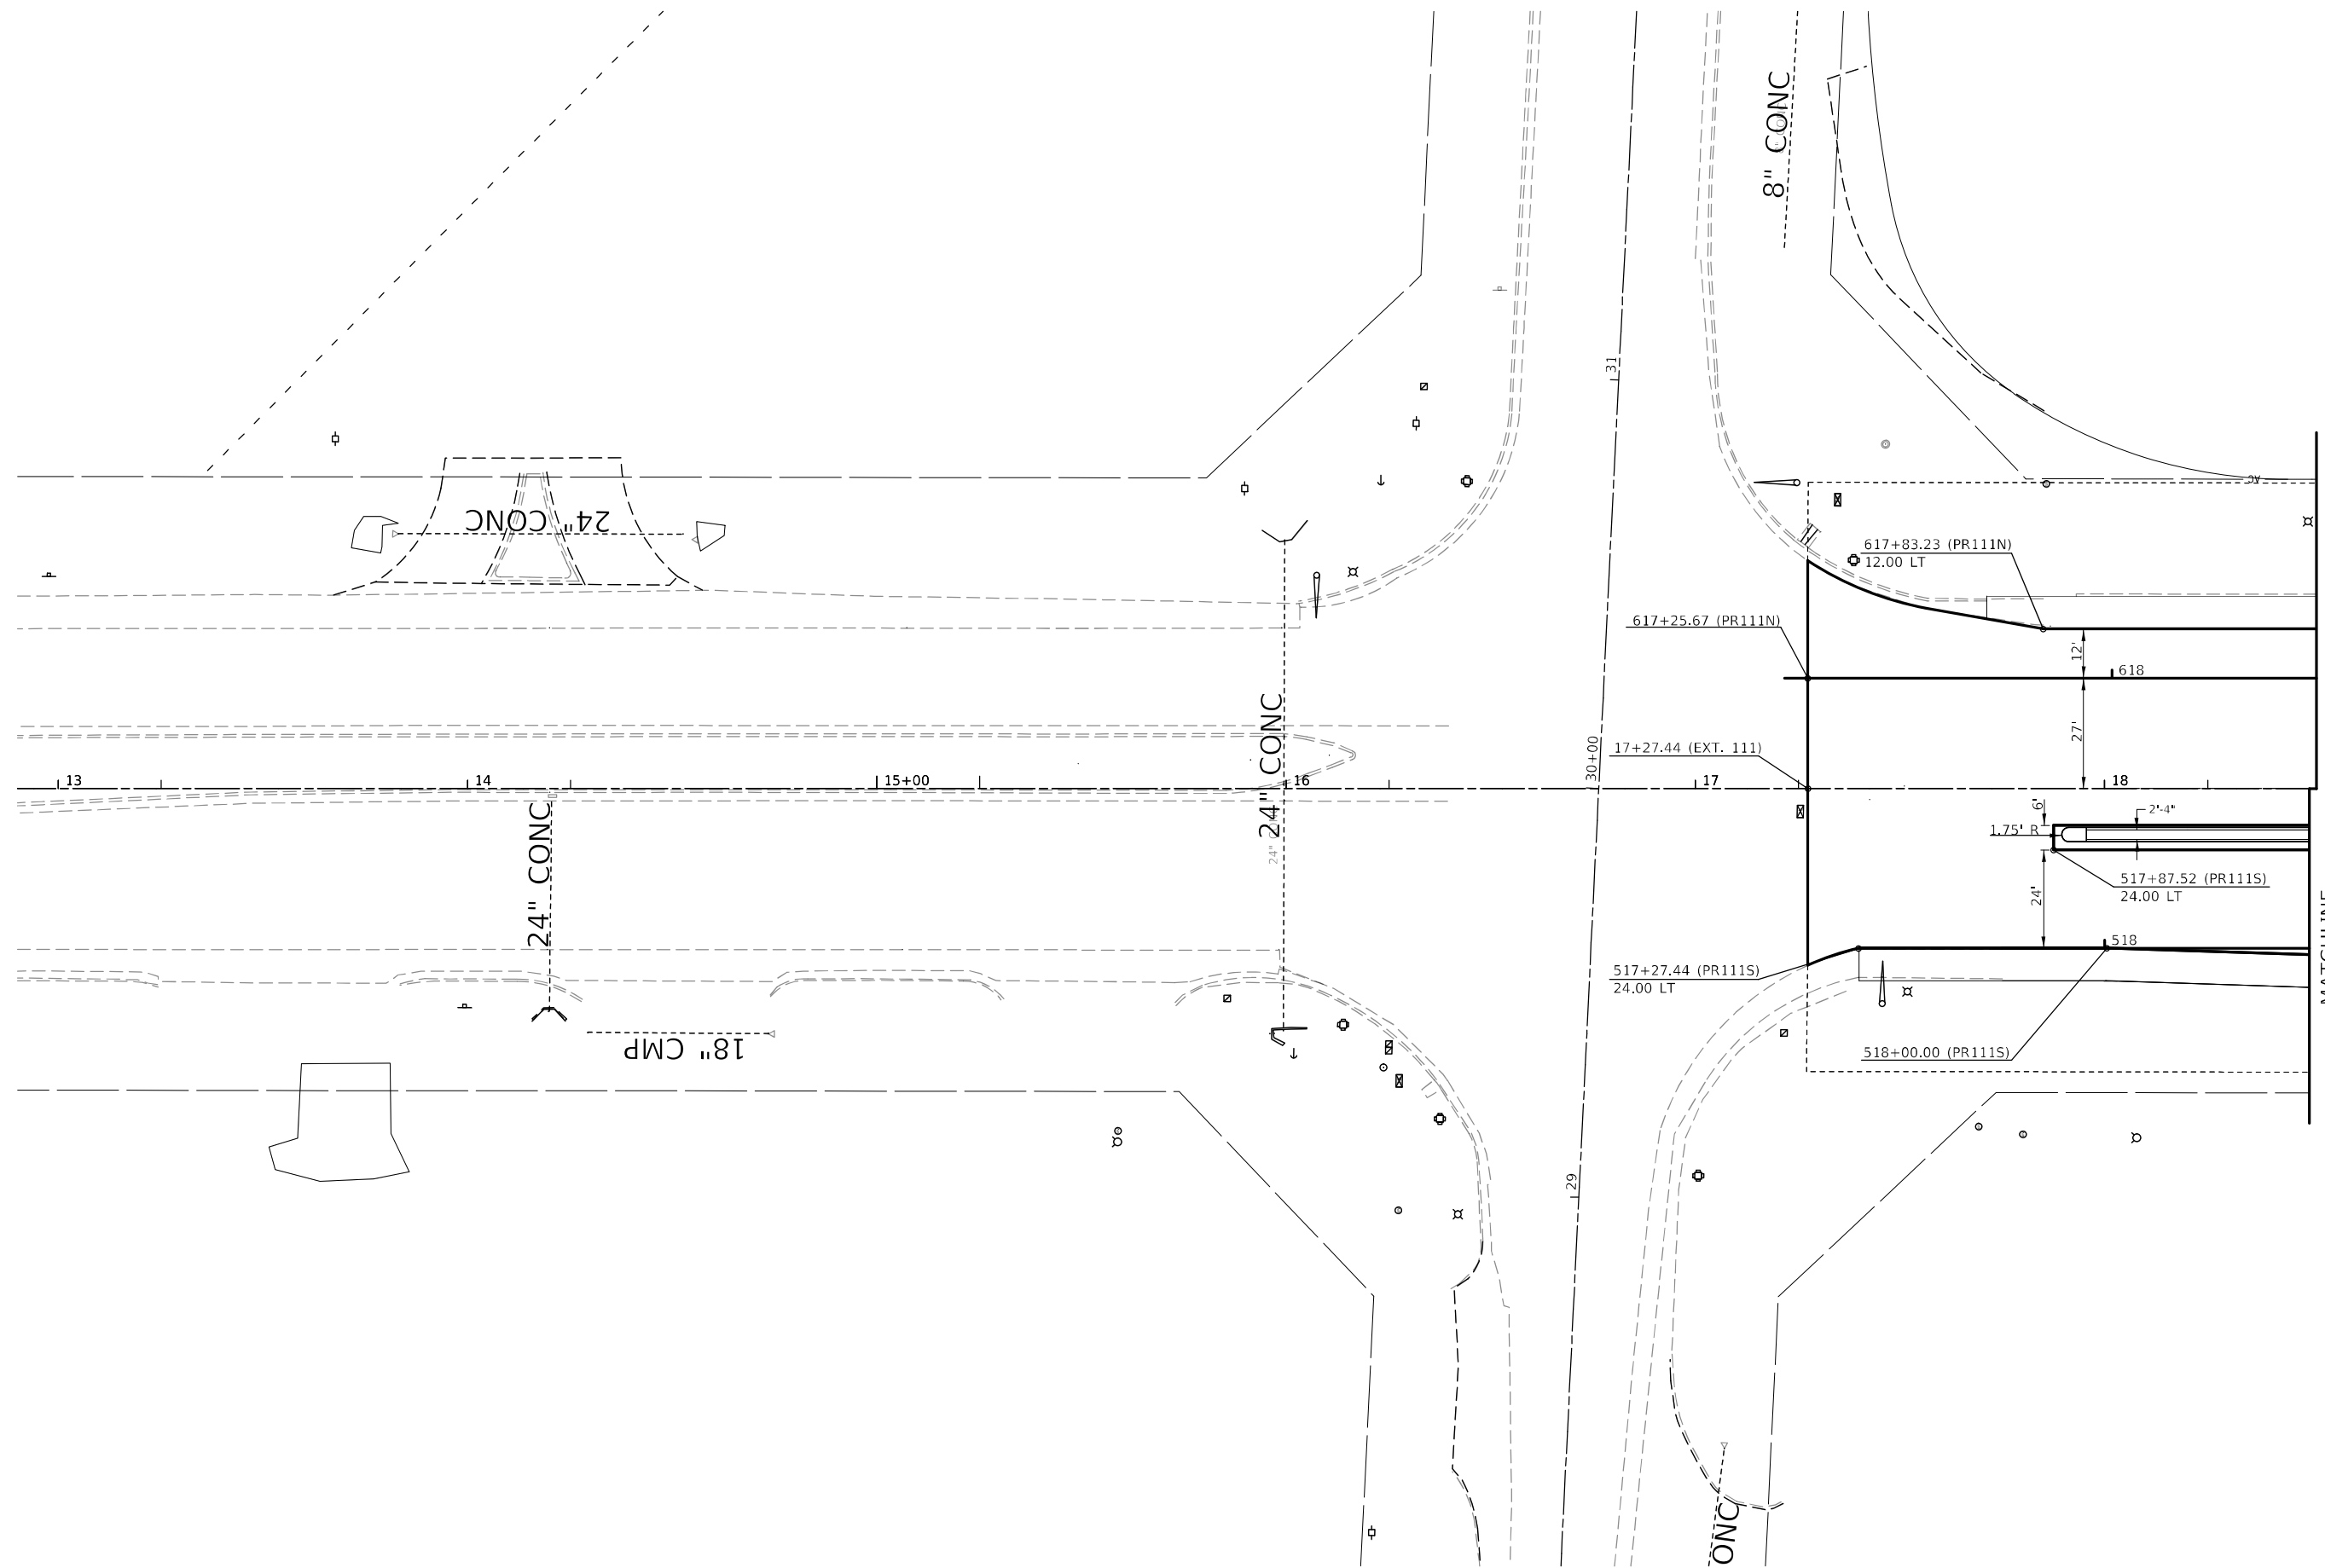 8" CONC
31
24" CONC
AC
617+83.23 (PR111N)
12.00 LT
617+25.67 (PR111N)
12'
618
24" CONC
27'
30+00
17+27.44 (EXT. 111)
13
14
15+00
16
17
18
24" CONC
24" CONC
6'
2'-4"
1.75' R
24'
517+87.52 (PR111S)
24.00 LT
518
517+27.44 (PR111S)
24.00 LT
18" CMP
518+00.00 (PR111S)
29
ONC